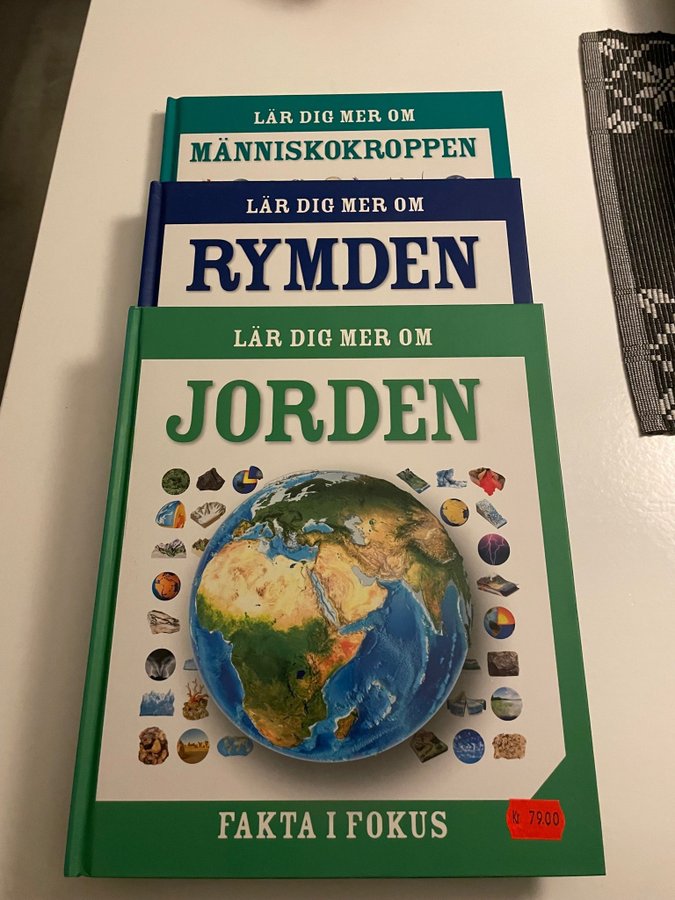 LÄR DIG MER OM
MÄNNISKOKROPPEN
LÄR DIG MER OM
RYMDEN
LÄR DIG MER OM
JORDEN
FAKTA I FOKUS
Kr 79.00